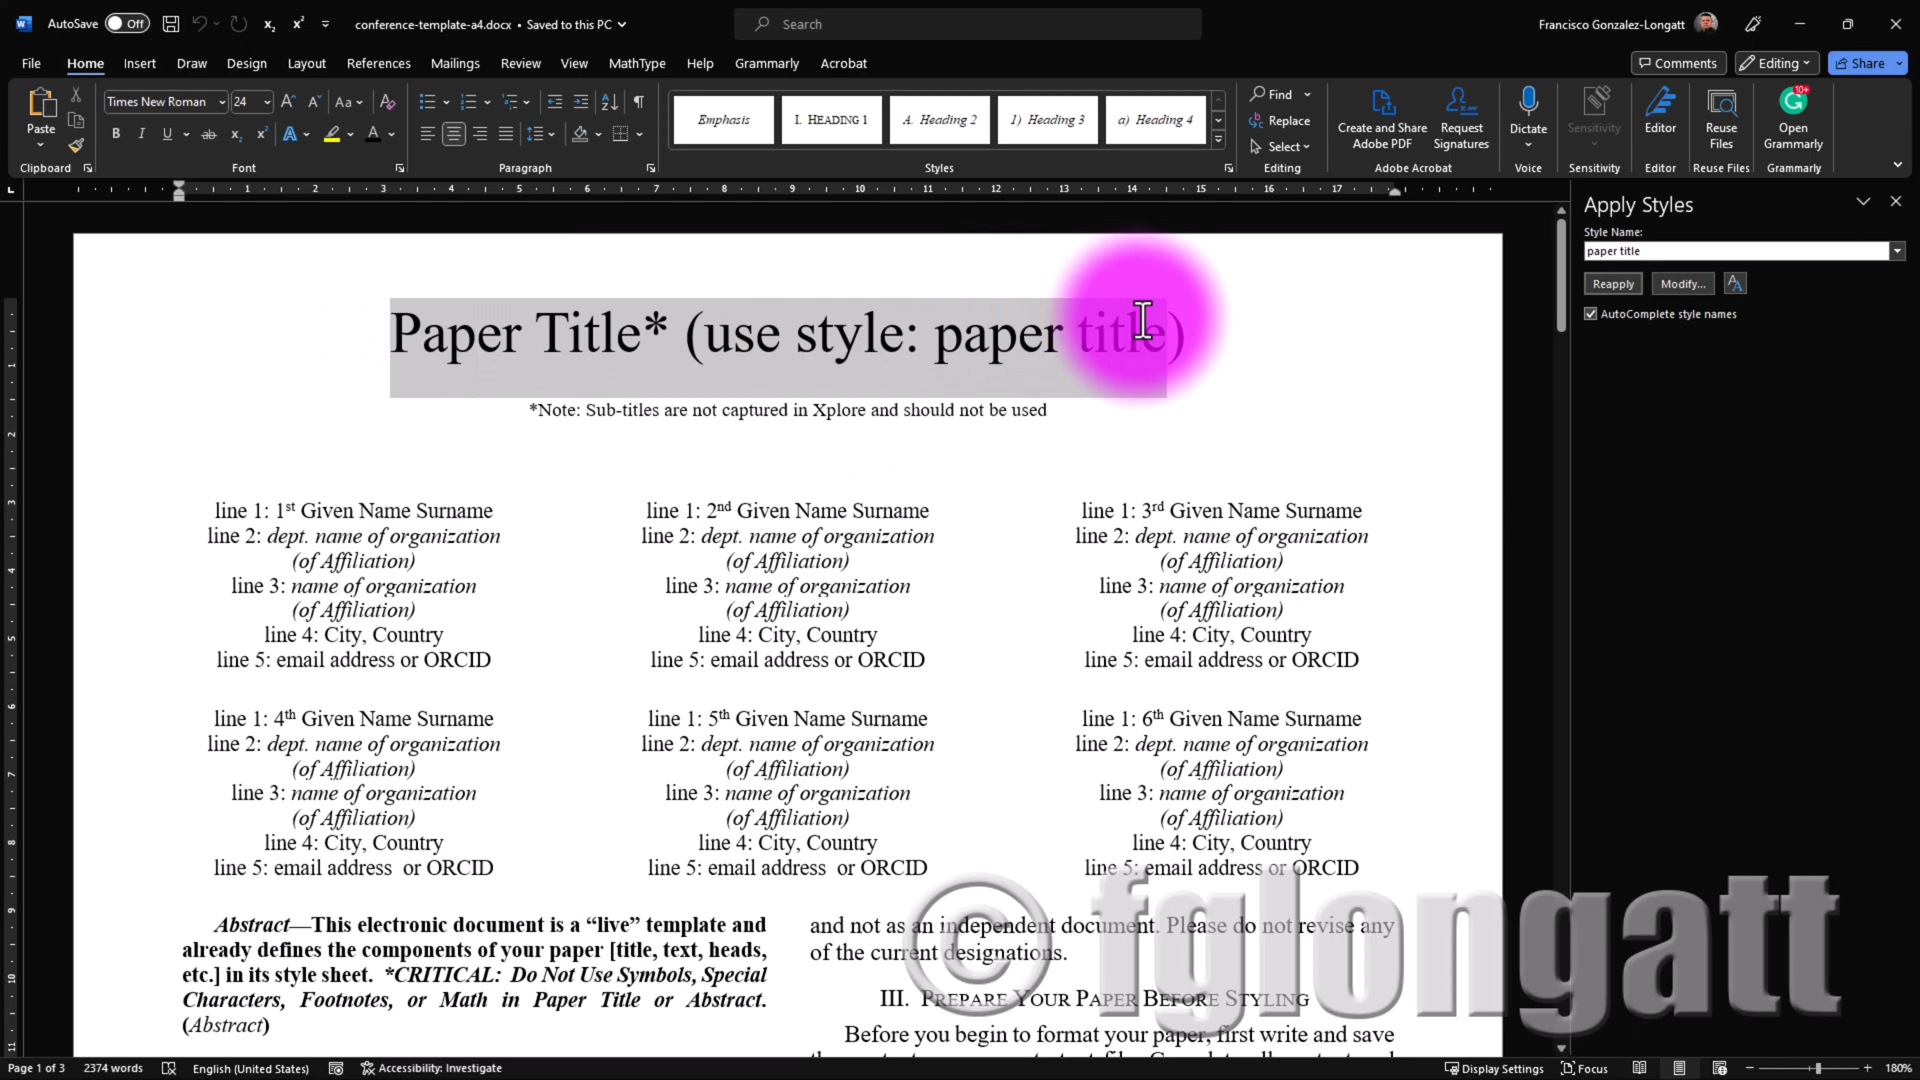 AutoSave Off conference-template-a4.docx • Saved to this PC Search Francisco Gonzalez-Longatt
File Home Insert Draw Design Layout References Mailings Review View MathType Help Grammarly Acrobat Comments Editing Share
Times New Roman 24 Aa Emphasis I. HEADING 1 A. Heading 2 1) Heading 3 a) Heading 4
Paste Find Replace Select
Create and Share Adobe PDF Request Signatures Dictate Sensitivity Editor Reuse Files 10+ Open Grammarly
Clipboard Font Paragraph Styles Editing Adobe Acrobat Voice Sensitivity Editor Reuse Files Grammarly
1 2 3 4 5 6 7 8 9 10 11 12 13 14 15 16 17
Apply Styles
Style Name:
paper title
Reapply Modify...
AutoComplete style names
Paper Title* (use style: paper title)
*Note: Sub-titles are not captured in Xplore and should not be used
line 1: 1st Given Name Surname
line 2: dept. name of organization
(of Affiliation)
line 3: name of organization
(of Affiliation)
line 4: City, Country
line 5: email address or ORCID
line 1: 2nd Given Name Surname
line 2: dept. name of organization
(of Affiliation)
line 3: name of organization
(of Affiliation)
line 4: City, Country
line 5: email address or ORCID
line 1: 3rd Given Name Surname
line 2: dept. name of organization
(of Affiliation)
line 3: name of organization
(of Affiliation)
line 4: City, Country
line 5: email address or ORCID
line 1: 4th Given Name Surname
line 2: dept. name of organization
(of Affiliation)
line 3: name of organization
(of Affiliation)
line 4: City, Country
line 5: email address  or ORCID
line 1: 5th Given Name Surname
line 2: dept. name of organization
(of Affiliation)
line 3: name of organization
(of Affiliation)
line 4: City, Country
line 5: email address  or ORCID
line 1: 6th Given Name Surname
line 2: dept. name of organization
(of Affiliation)
line 3: name of organization
(of Affiliation)
line 4: City, Country
line 5: email address or ORCID
Abstract—This electronic document is a “live” template and
already defines the components of your paper [title, text, heads,
etc.] in its style sheet. *CRITICAL: Do Not Use Symbols, Special
Characters, Footnotes, or Math in Paper Title or Abstract.
(Abstract)
and not as an independent document. Please do not revise any
of the current designations.
III. PREPARE YOUR PAPER BEFORE STYLING
Before you begin to format your paper, first write and save
© fglongatt
Page 1 of 3 2374 words English (United States) Accessibility: Investigate Display Settings Focus 180%